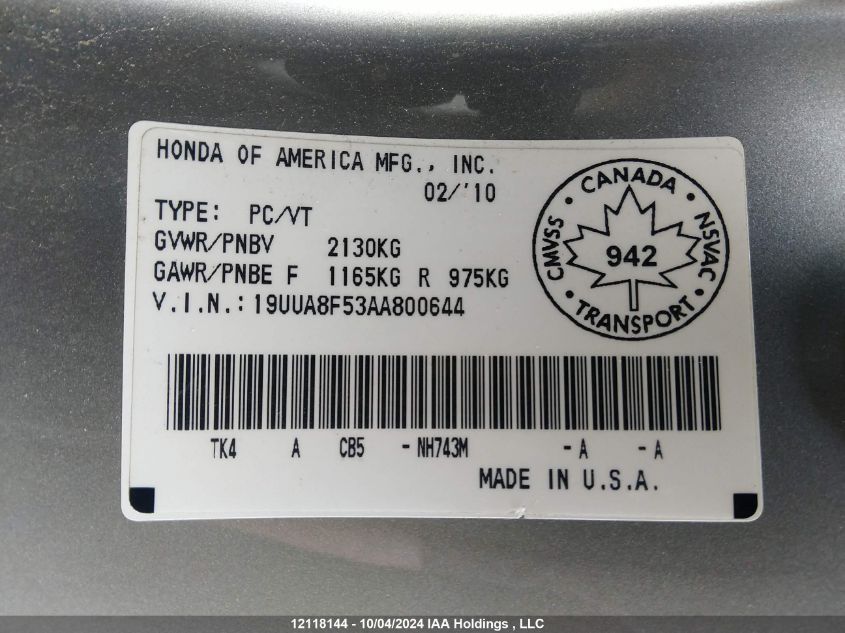 HONDA OF AMERICA MFG., INC.
02/'10
TYPE: PC/VT
GVWR/PNBV 2130KG
GAWR/PNBE F 1165KG R 975KG
V.I.N.: 19UUA8F53AA800644
CANADA
CMVSS
942
NSVAC
TRANSPORT
TK4 A CB5 - NH743M - A - A
MADE IN U.S.A.
12118144 - 10/04/2024 IAA Holdings , LLC